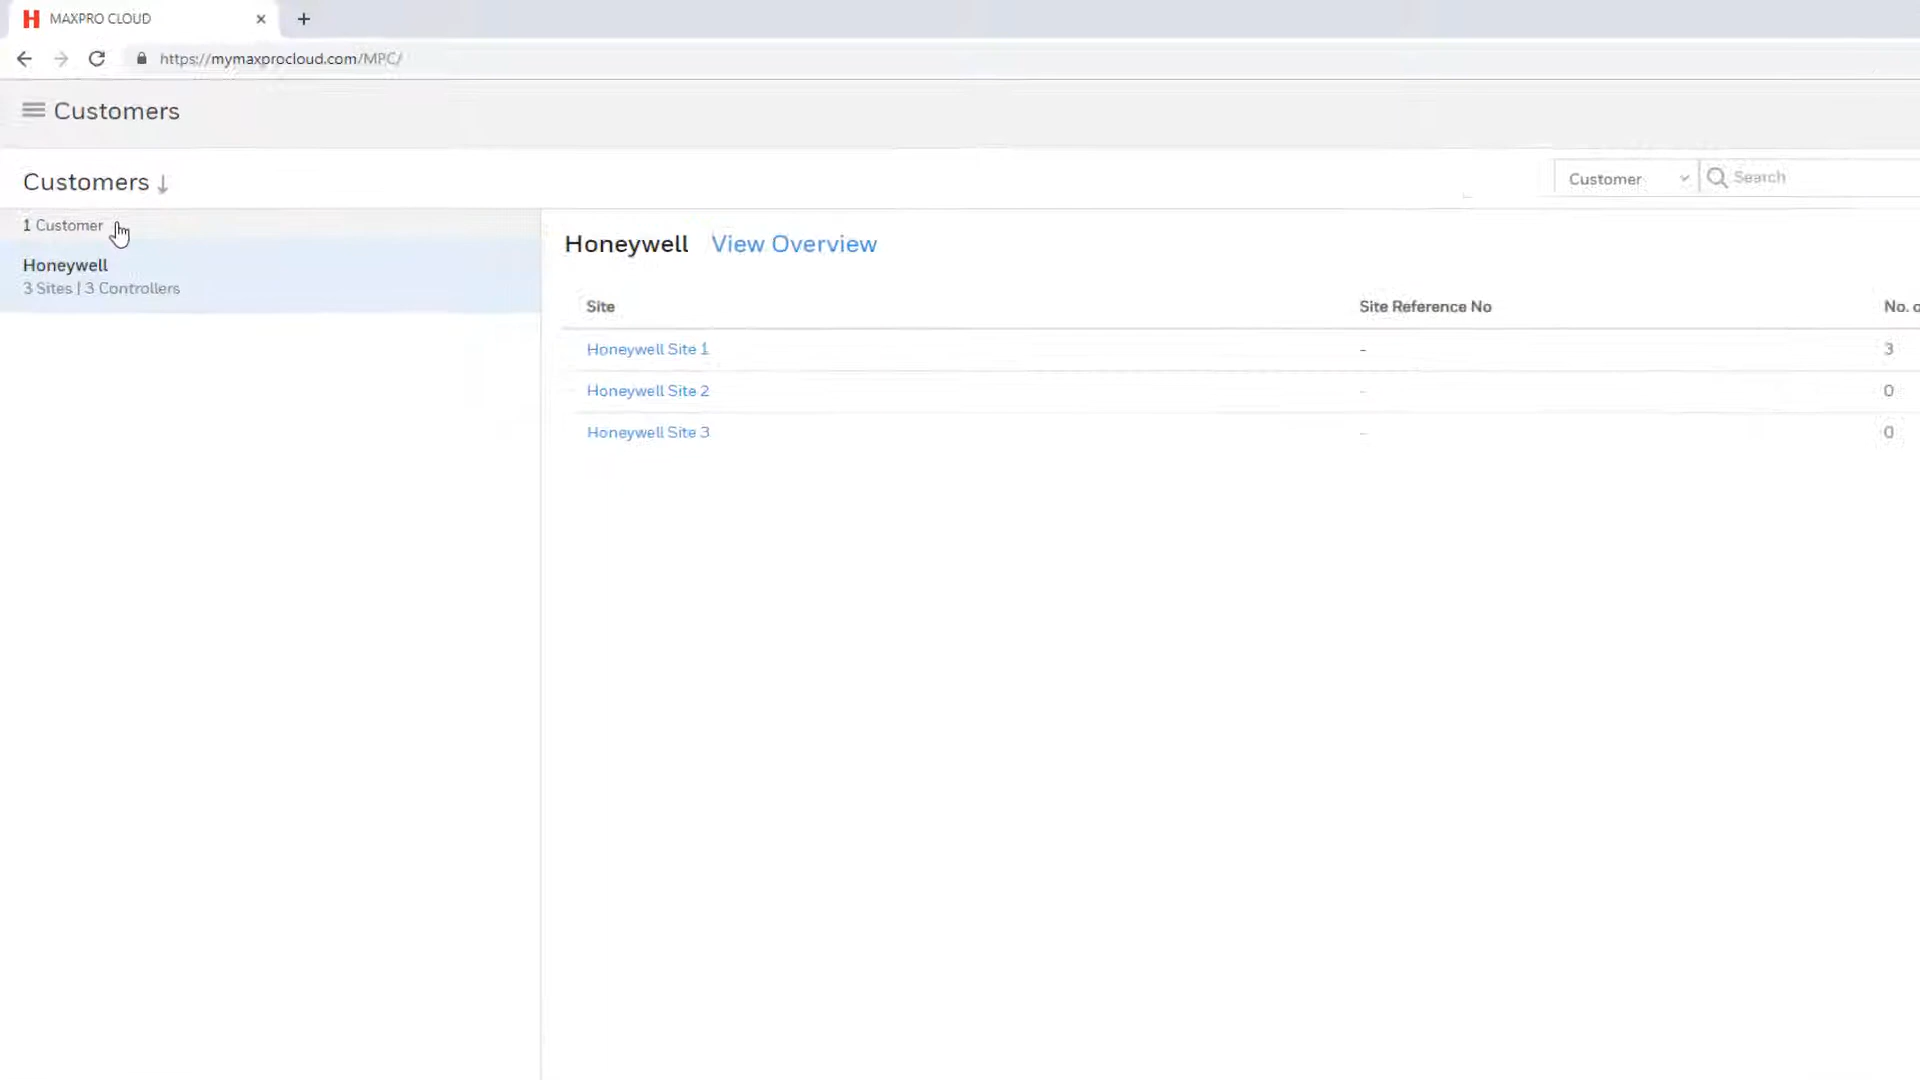 MAXPRO CLOUD
https://mymaxprocloud.com/MPC/
Customers
Customers
Customer
Search
1 Customer
Honeywell
3 Sites | 3 Controllers
Honeywell View Overview
Site Site Reference No No. o
Honeywell Site 1 - 3
Honeywell Site 2 - 0
Honeywell Site 3 - 0